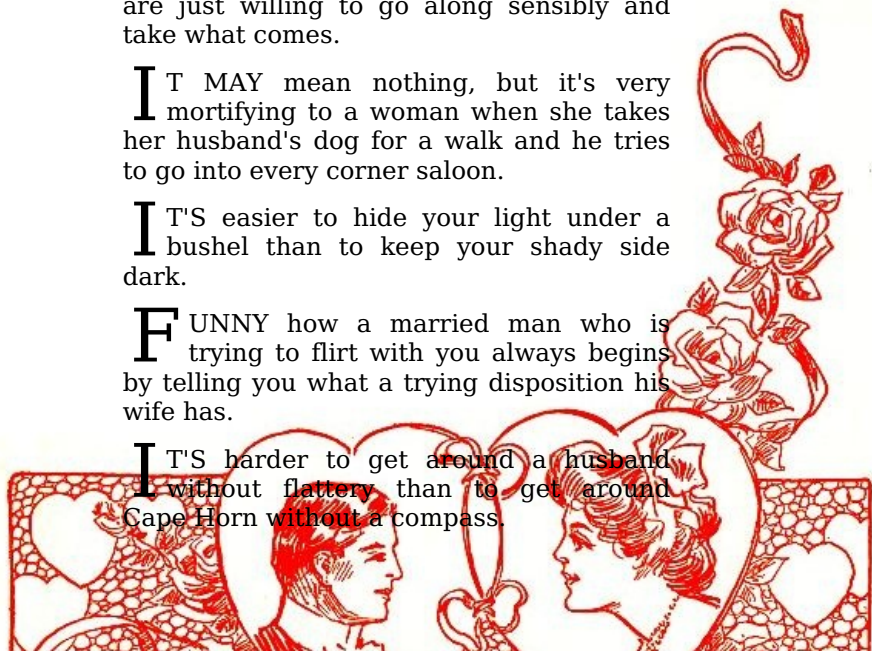 are just willing to go along sensibly and
take what comes.
IT MAY mean nothing, but it's very
mortifying to a woman when she takes
her husband's dog for a walk and he tries
to go into every corner saloon.
IT'S easier to hide your light under a
bushel than to keep your shady side
dark.
FUNNY how a married man who is
trying to flirt with you always begins
by telling you what a trying disposition his
wife has.
IT'S harder to get around a husband
without flattery than to get around
Cape Horn without a compass.